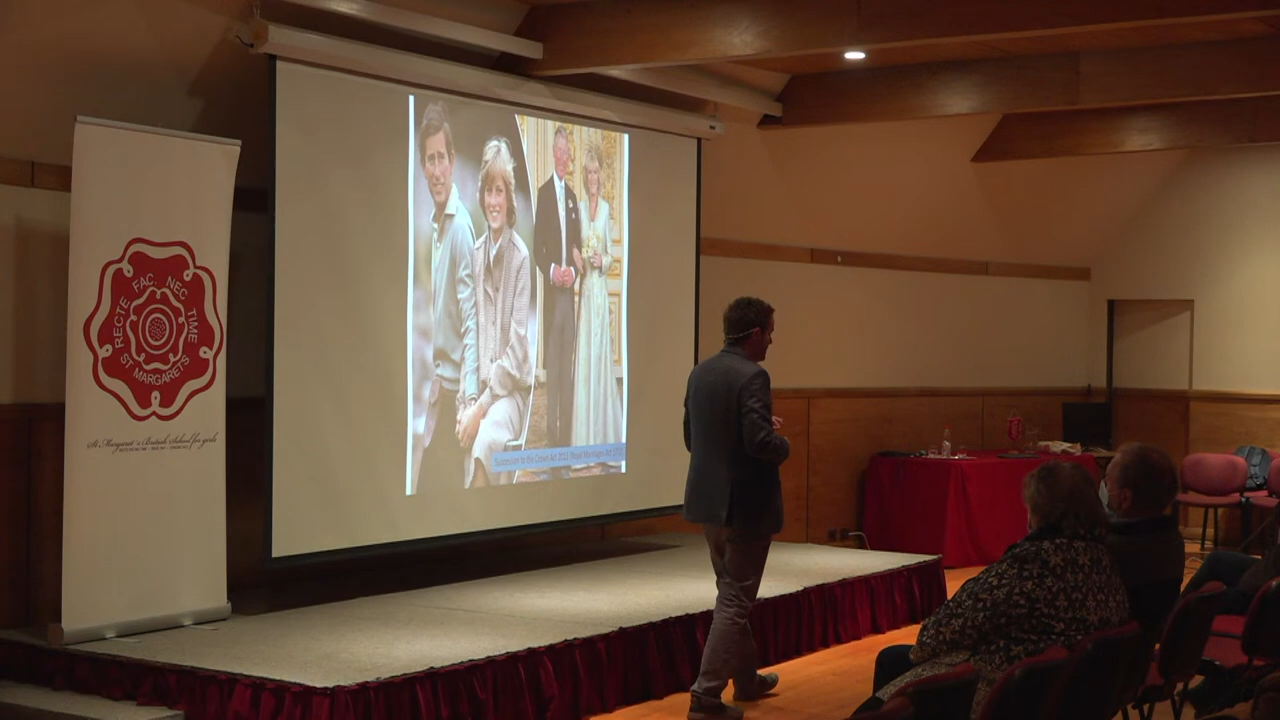 RECTE FAC. NEC TIME
ST MARGARET'S
St Margaret's British School for girls
Succession to the Crown Act 2013 (Royal Marriages Act 1772)